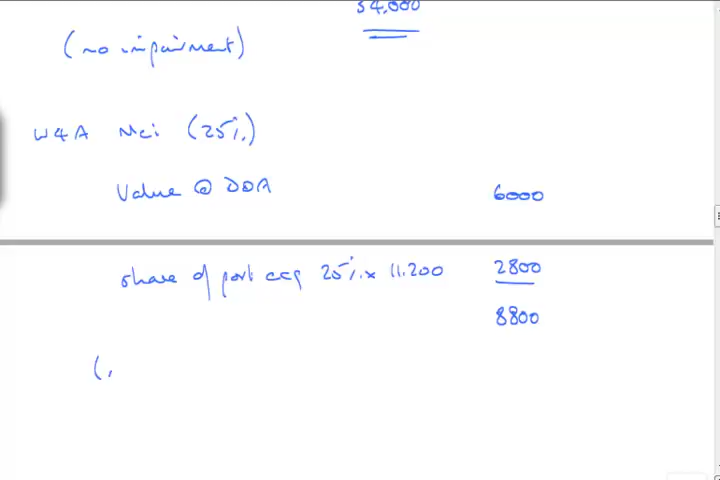 34,000
(no impairment)
W4A Nci (25%)
Value @ DOA 6000
share of post acq 25% x 11.200 2800
8800
(.